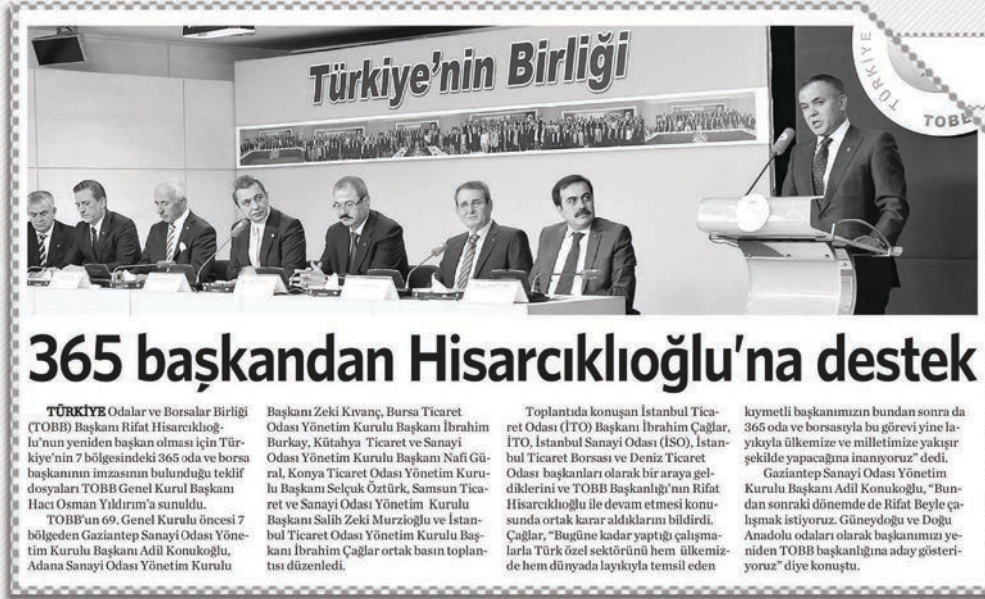 Türkiye'nin Birliği
TÜRKİYE
TOBB
365 başkandan Hisarcıklıoğlu'na destek
TÜRKİYE Odalar ve Borsalar Birliği
(TOBB) Başkanı Rifat Hisarcıklıoğ-
lu'nun yeniden başkan olması için Tür-
kiye'nin 7 bölgesindeki 365 oda ve borsa
başkanının imzasının bulunduğu teklif
dosyaları TOBB Genel Kurul Başkanı
Hacı Osman Yıldırım'a sunuldu.
TOBB'un 69. Genel Kurulu öncesi 7
bölgeden Gaziantep Sanayi Odası Yöne-
tim Kurulu Başkanı Adil Konukoğlu,
Adana Sanayi Odası Yönetim Kurulu
Başkanı Zeki Kıvanç, Bursa Ticaret
Odası Yönetim Kurulu Başkanı İbrahim
Burkay, Kütahya Ticaret ve Sanayi
Odası Yönetim Kurulu Başkanı Nafi Gü-
ral, Konya Ticaret Odası Yönetim Kuru-
lu Başkanı Selçuk Öztürk, Samsun Tica-
ret ve Sanayi Odası Yönetim Kurulu
Başkanı Salih Zeki Murzioğlu ve İstan-
bul Ticaret Odası Yönetim Kurulu Baş-
kanı İbrahim Çağlar ortak basın toplan-
tısı düzenledi.
Toplantıda konuşan İstanbul Tica-
ret Odası (İTO) Başkanı İbrahim Çağlar,
İTO, İstanbul Sanayi Odası (İSO), İstan-
bul Ticaret Borsası ve Deniz Ticaret
Odası başkanları olarak bir araya gel-
diklerini ve TOBB Başkanlığı'nın Rifat
Hisarcıklıoğlu ile devam etmesi konu-
sunda ortak karar aldıklarını bildirdi.
Çağlar, "Bugüne kadar yaptığı çalışma-
larla Türk özel sektörünü hem ülkemiz-
de hem dünyada layıkıyla temsil eden
kıymetli başkanımızın bundan sonra da
365 oda ve borsasıyla bu görevi yine la-
yıkıyla ülkemize ve milletimize yakışır
şekilde yapacağına inanıyoruz" dedi.
Gaziantep Sanayi Odası Yönetim
Kurulu Başkanı Adil Konukoğlu, "Bun-
dan sonraki dönemde de Rifat Beyle ça-
lışmak istiyoruz. Güneydoğu ve Doğu
Anadolu odaları olarak başkanımızı ye-
niden TOBB başkanlığına aday gösteri-
yoruz" diye konuştu.